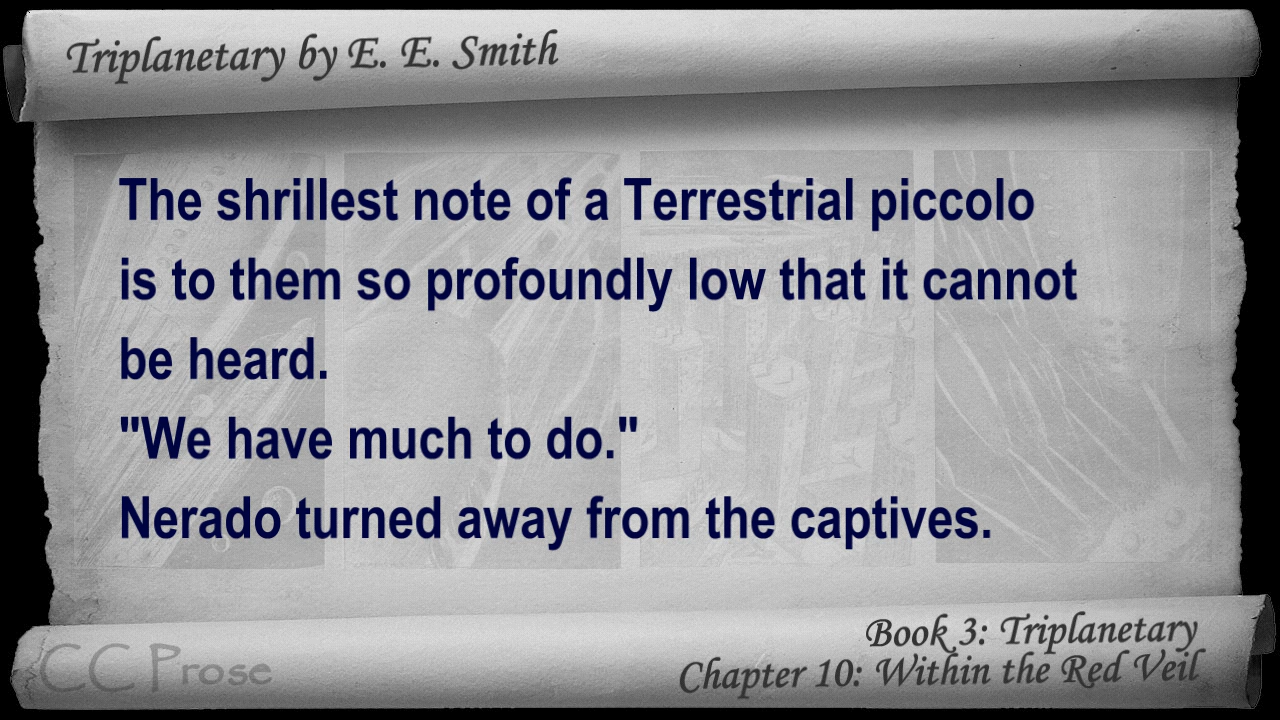 Triplanetary by E. E. Smith
The shrillest note of a Terrestrial piccolo
is to them so profoundly low that it cannot
be heard.
"We have much to do."
Nerado turned away from the captives.
Book 3: Triplanetary
Chapter 10: Within the Red Veil
CC Prose